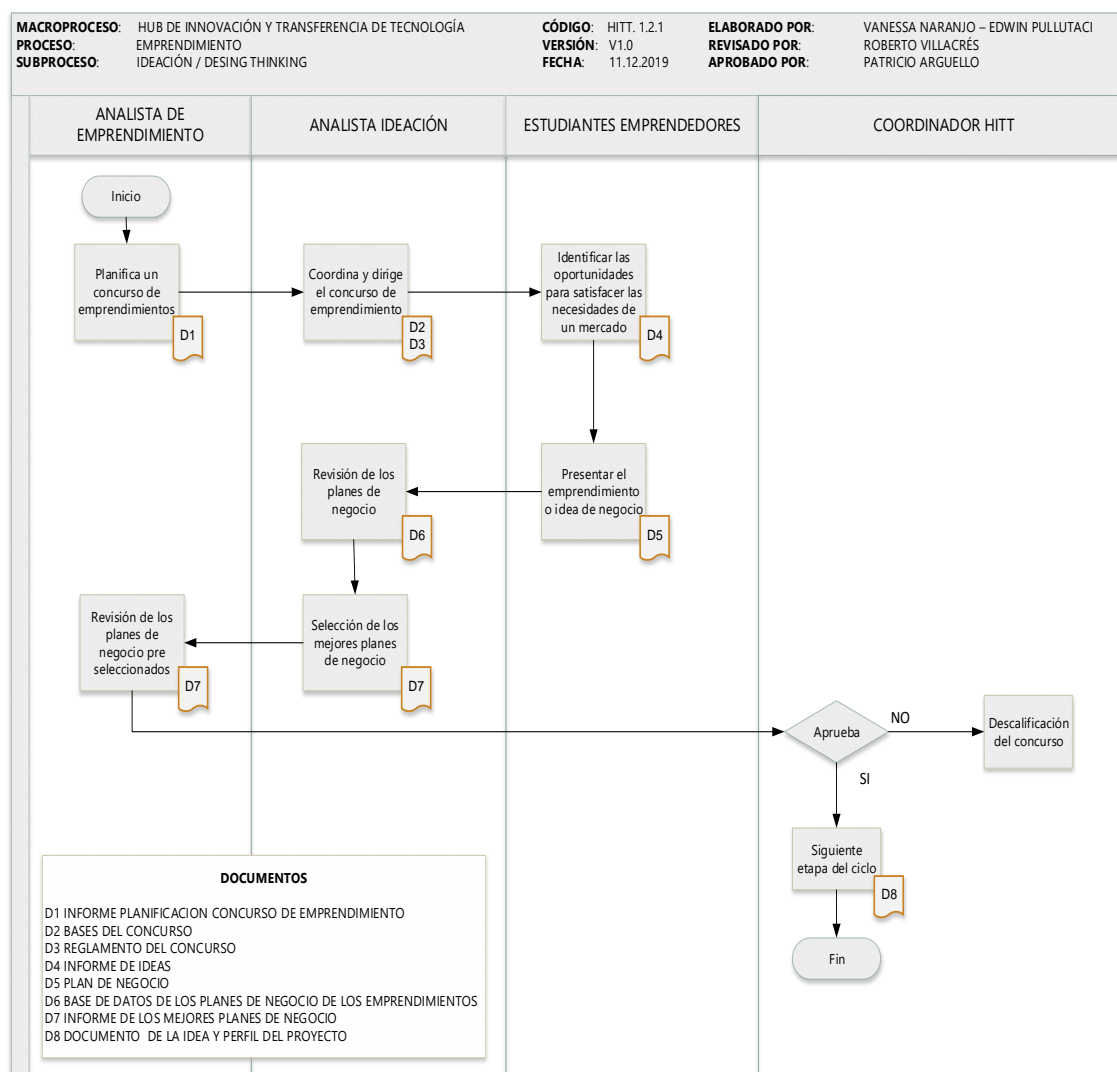 MACROPROCESO: HUB DE INNOVACIÓN Y TRANSFERENCIA DE TECNOLOGÍA
PROCESO: EMPRENDIMIENTO
SUBPROCESO: IDEACIÓN / DESING THINKING
CÓDIGO: HITT. 1.2.1
VERSIÓN: V1.0
FECHA: 11.12.2019
ELABORADO POR: VANESSA NARANJO – EDWIN PULLUTACI
REVISADO POR: ROBERTO VILLACRÉS
APROBADO POR: PATRICIO ARGUELLO
ANALISTA DE
EMPRENDIMIENTO
ANALISTA IDEACIÓN
ESTUDIANTES EMPRENDEDORES
COORDINADOR HITT
Inicio
Planifica un
concurso de
emprendimientos
D1
Coordina y dirige
el concurso de
emprendimiento
D2
D3
Identificar las
oportunidades
para satisfacer las
necesidades de
un mercado
D4
Revisión de los
planes de
negocio
D6
Presentar el
emprendimiento
o idea de negocio
D5
Revisión de los
planes de
negocio pre
seleccionados
D7
Selección de los
mejores planes
de negocio
D7
Aprueba
NO
Descalificación
del concurso
SI
Siguiente
etapa del ciclo
D8
Fin
DOCUMENTOS
D1 INFORME PLANIFICACION CONCURSO DE EMPRENDIMIENTO
D2 BASES DEL CONCURSO
D3 REGLAMENTO DEL CONCURSO
D4 INFORME DE IDEAS
D5 PLAN DE NEGOCIO
D6 BASE DE DATOS DE LOS PLANES DE NEGOCIO DE LOS EMPRENDIMIENTOS
D7 INFORME DE LOS MEJORES PLANES DE NEGOCIO
D8 DOCUMENTO DE LA IDEA Y PERFIL DEL PROYECTO